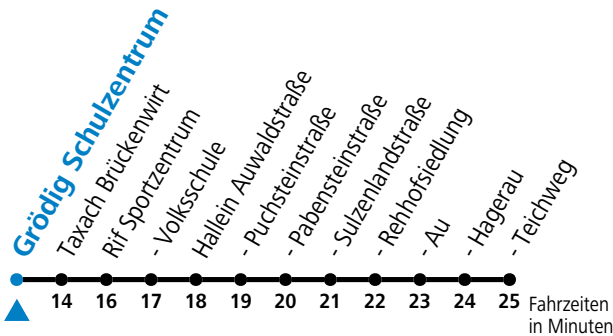 Grödig Schulzentrum
Taxach Brückenwirt
Rif Sportzentrum
- Volksschule
Hallein Auwaldstraße
- Puchsteinstraße
- Pabensteinstraße
- Sulzenlandstraße
- Rehhofsiedlung
- Au
- Hagerau
- Teichweg
14 16 17 18 19 20 21 22 23 24 25 Fahrzeiten
in Minuten